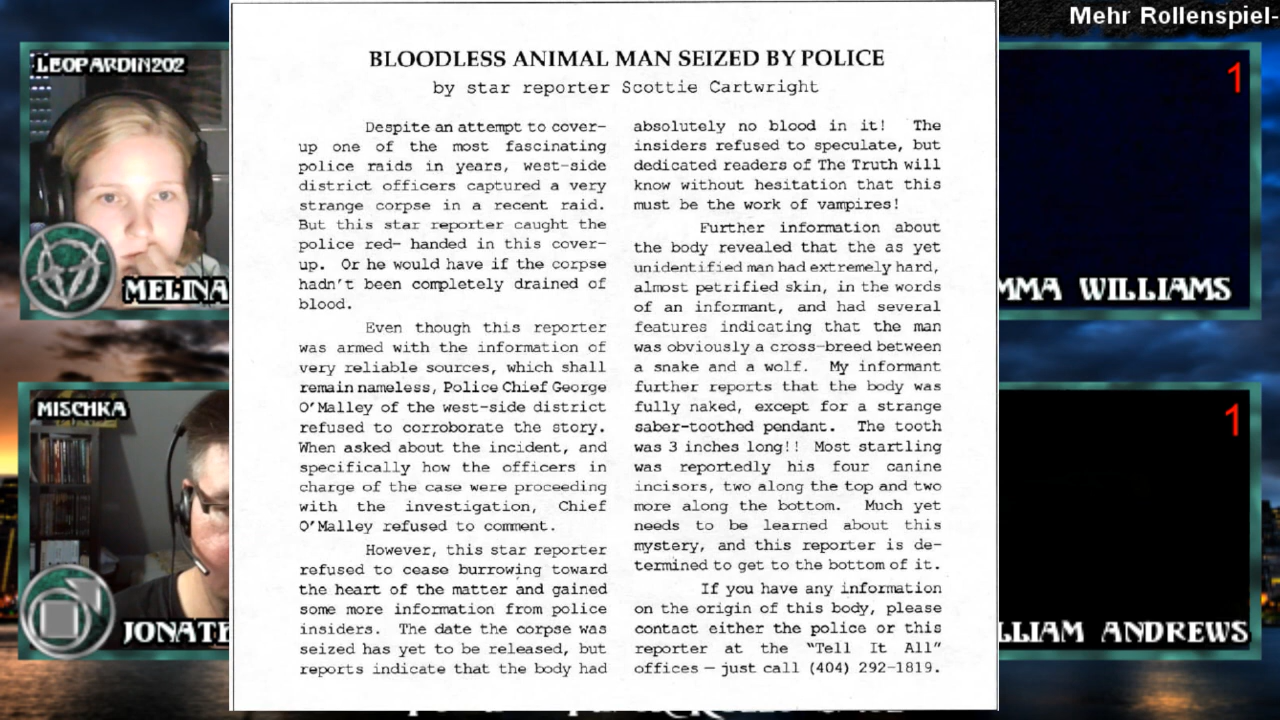 Mehr Rollenspiel-
LEOPARDIN202
MELINA
MISCHKA
BLOODLESS ANIMAL MAN SEIZED BY POLICE
by star reporter Scottie Cartwright
Despite an attempt to cover-
up one of the most fascinating
police raids in years, west-side
district officers captured a very
strange corpse in a recent raid.
But this star reporter caught the
police red- handed in this cover-
up. Or he would have if the corpse
hadn't been completely drained of
blood.
Even though this reporter
was armed with the information of
very reliable sources, which shall
remain nameless, Police Chief George
O'Malley of the west-side district
refused to corroborate the story.
When asked about the incident, and
specifically how the officers in
charge of the case were proceeding
with the investigation, Chief
O'Malley refused to comment.
However, this star reporter
refused to cease burrowing toward
the heart of the matter and gained
some more information from police
insiders. The date the corpse was
seized has yet to be released, but
reports indicate that the body had
absolutely no blood in it! The
insiders refused to speculate, but
dedicated readers of The Truth will
know without hesitation that this
must be the work of vampires!
Further information about
the body revealed that the as yet
unidentified man had extremely hard,
almost petrified skin, in the words
of an informant, and had several
features indicating that the man
was obviously a cross-breed between
a snake and a wolf. My informant
further reports that the body was
fully naked, except for a strange
saber-toothed pendant. The tooth
was 3 inches long!! Most startling
was reportedly his four canine
incisors, two along the top and two
more along the bottom. Much yet
needs to be learned about this
mystery, and this reporter is de-
termined to get to the bottom of it.
If you have any information
on the origin of this body, please
contact either the police or this
reporter at the "Tell It All"
offices — just call (404) 292-1819.
1
MMA WILLIAMS
1
LLIAM ANDREWS